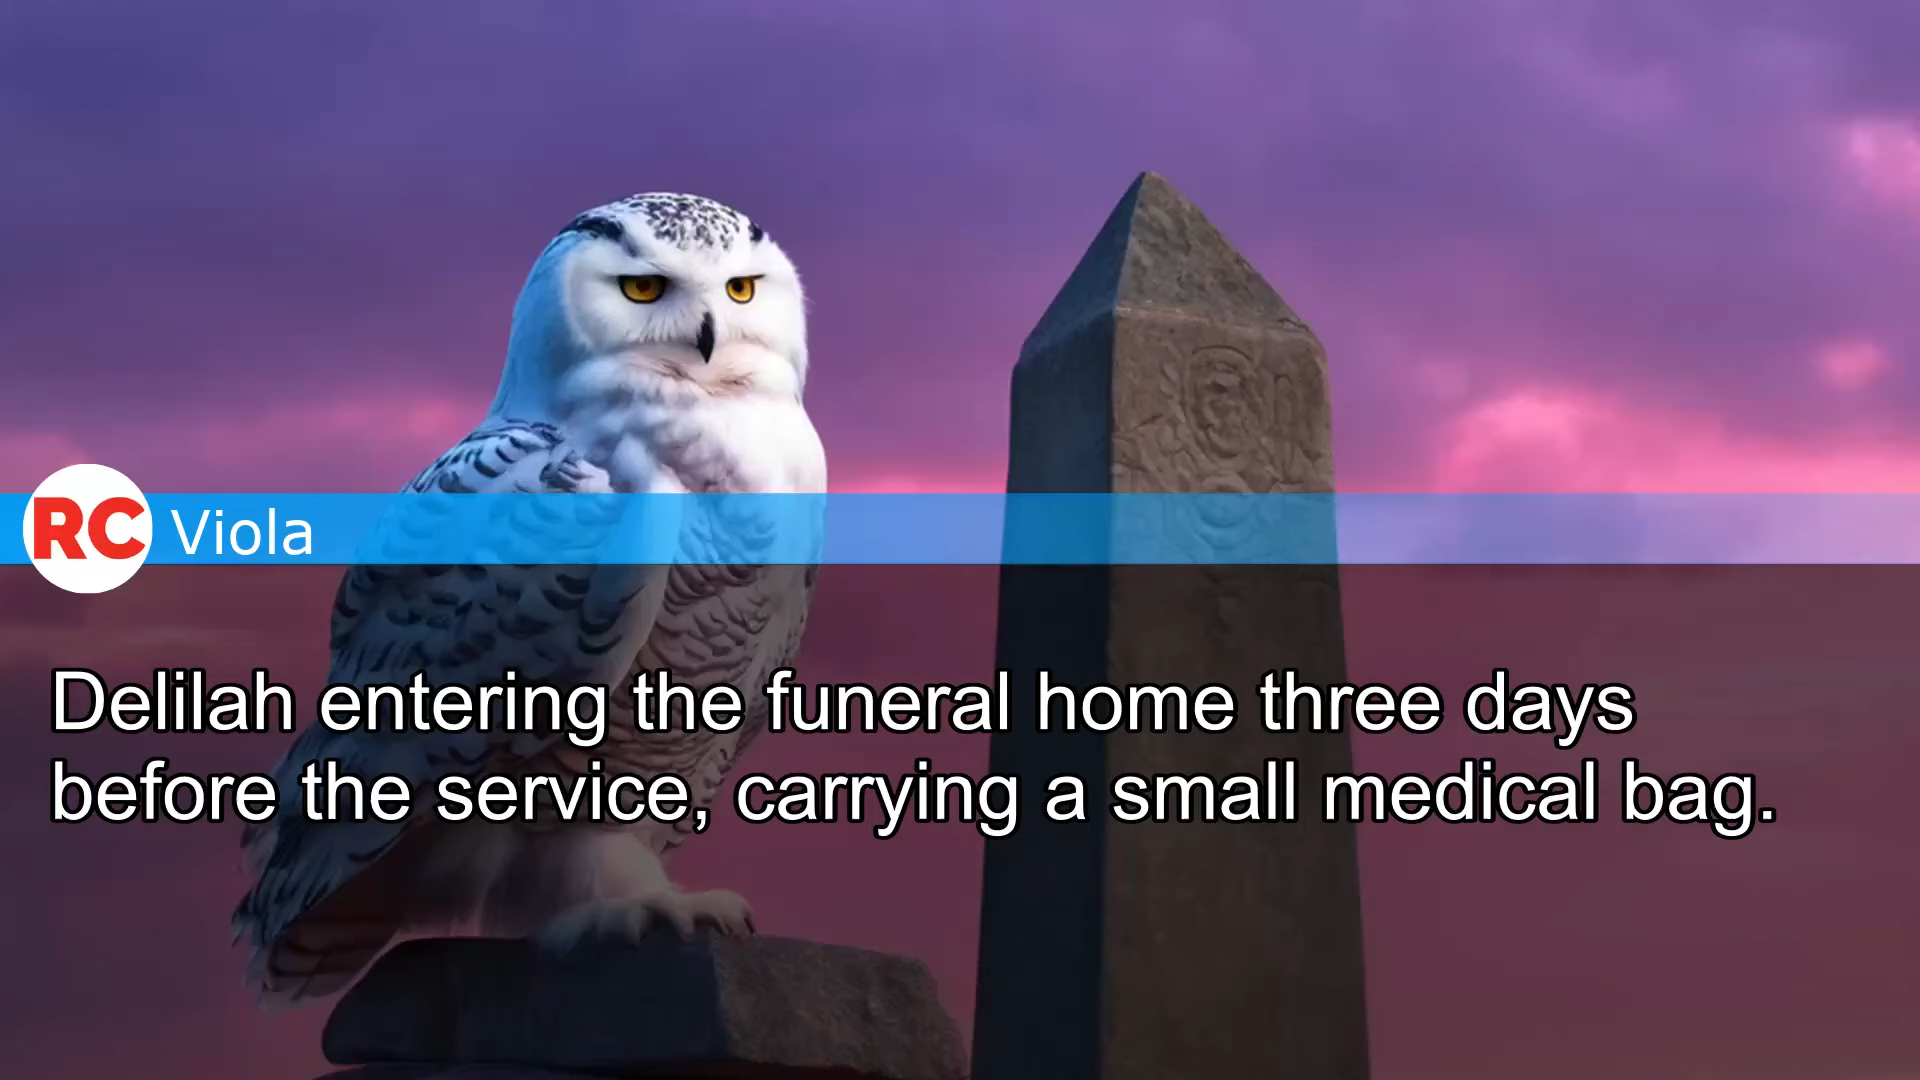 RC Viola
Delilah entering the funeral home three days
before the service, carrying a small medical bag.